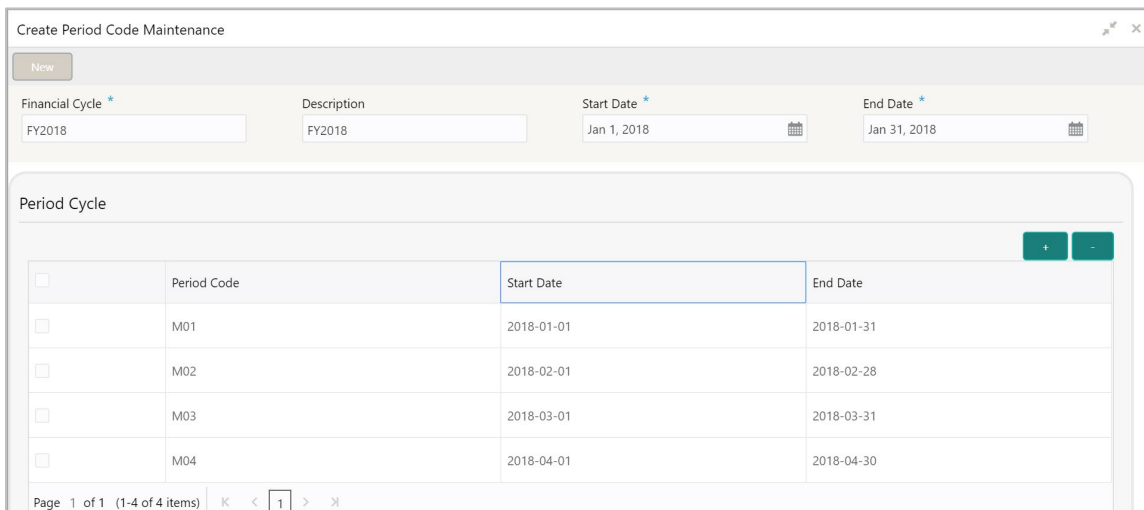 Create Period Code Maintenance
New
Financial Cycle * Description Start Date * End Date *
FY2018 FY2018 Jan 1, 2018 Jan 31, 2018
Period Cycle
+ -
Period Code Start Date End Date
M01 2018-01-01 2018-01-31
M02 2018-02-01 2018-02-28
M03 2018-03-01 2018-03-31
M04 2018-04-01 2018-04-30
Page 1 of 1 (1-4 of 4 items) K < 1 > >|